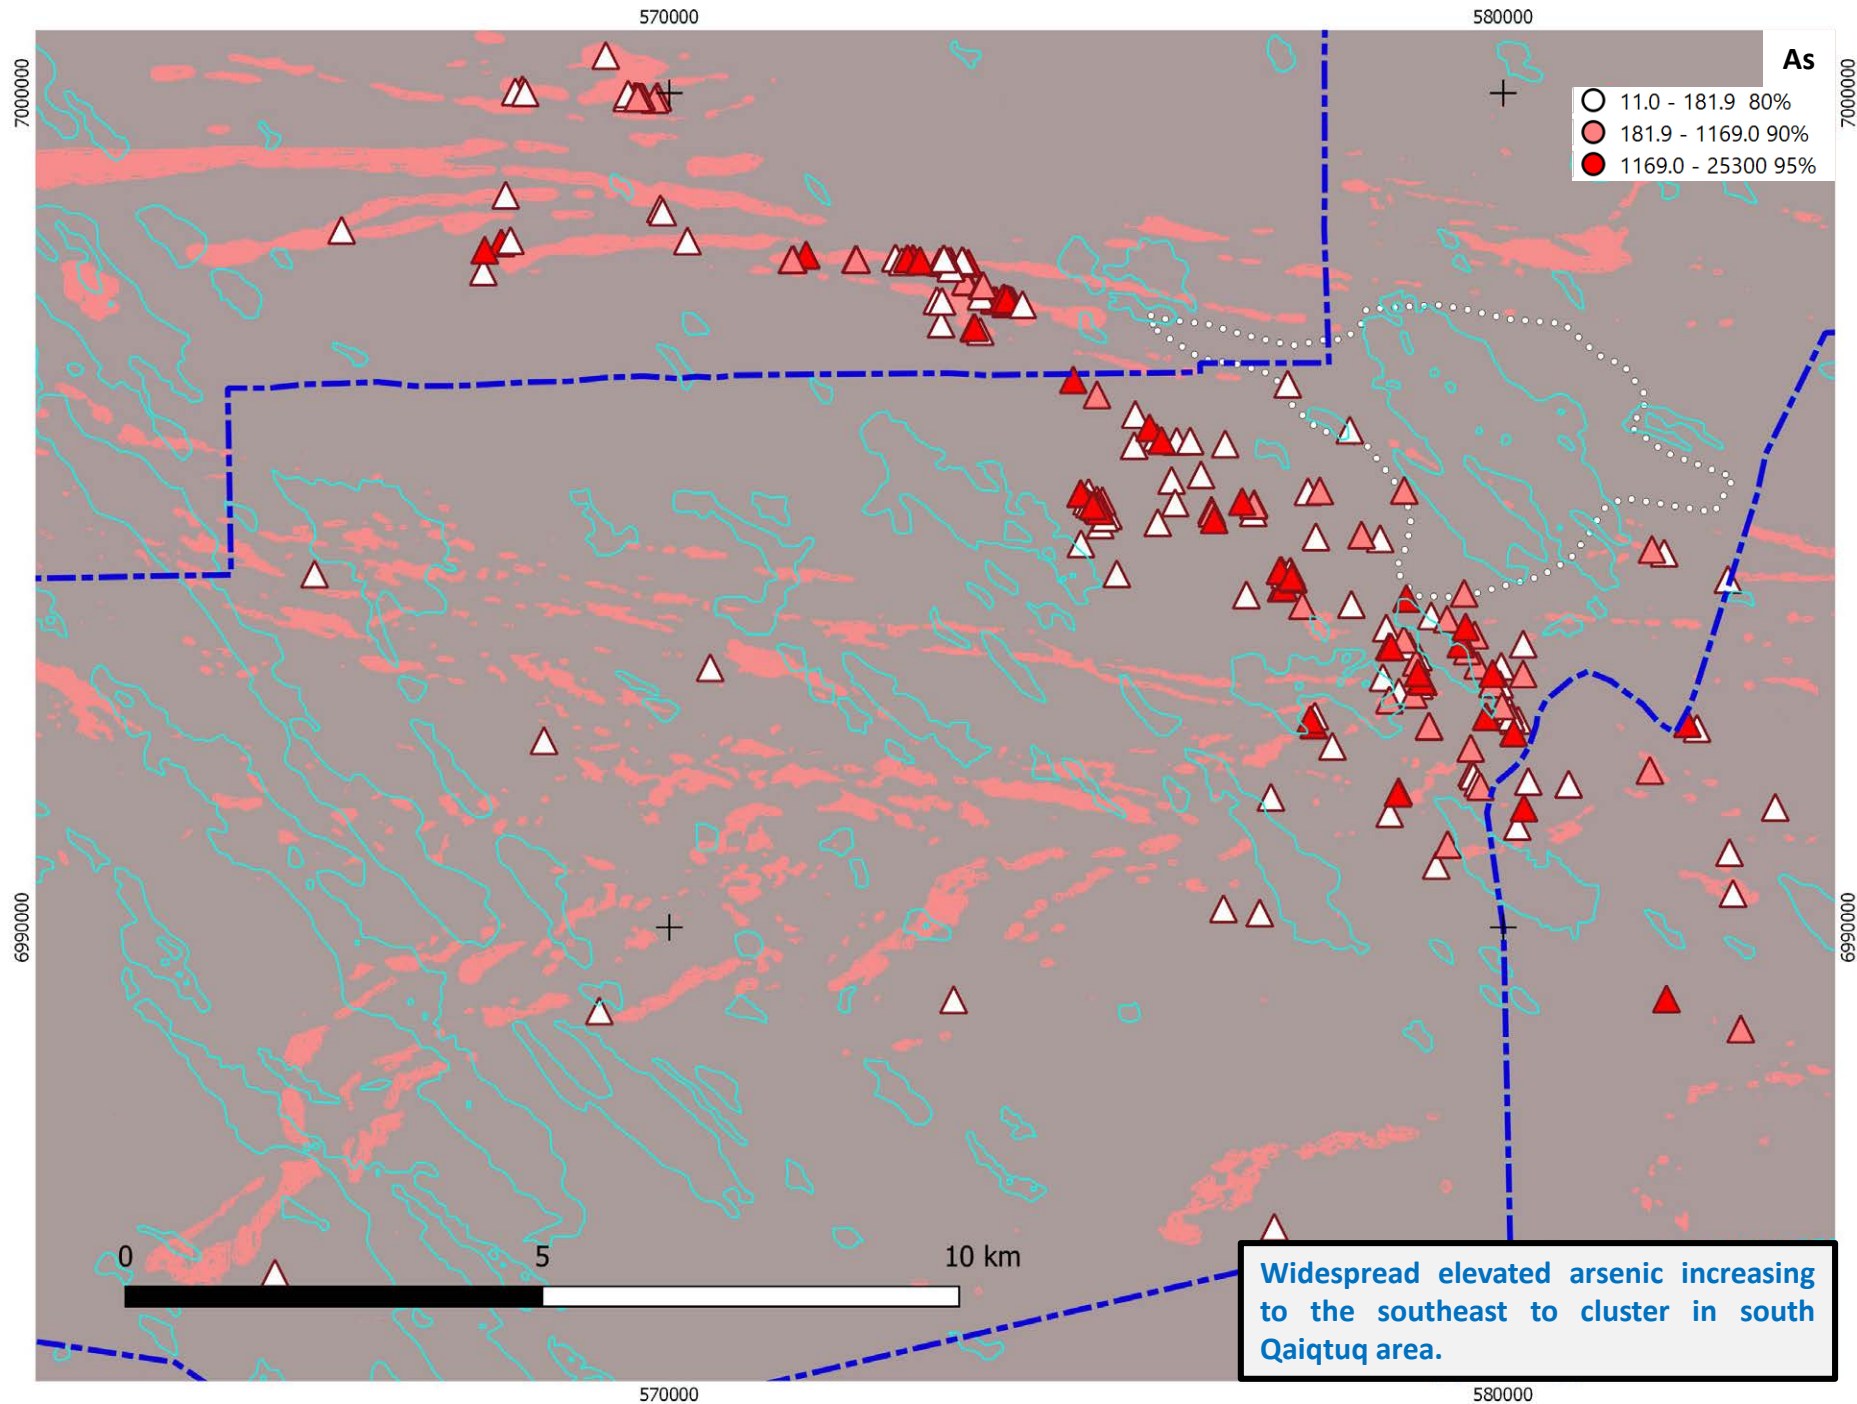 570000 580000
7000000 7000000
As
11.0 - 181.9 80%
181.9 - 1169.0 90%
1169.0 - 25300 95%
6990000 6990000
0 5 10 km
Widespread elevated arsenic increasing
to the southeast to cluster in south
Qaiqtuq area.
570000 580000